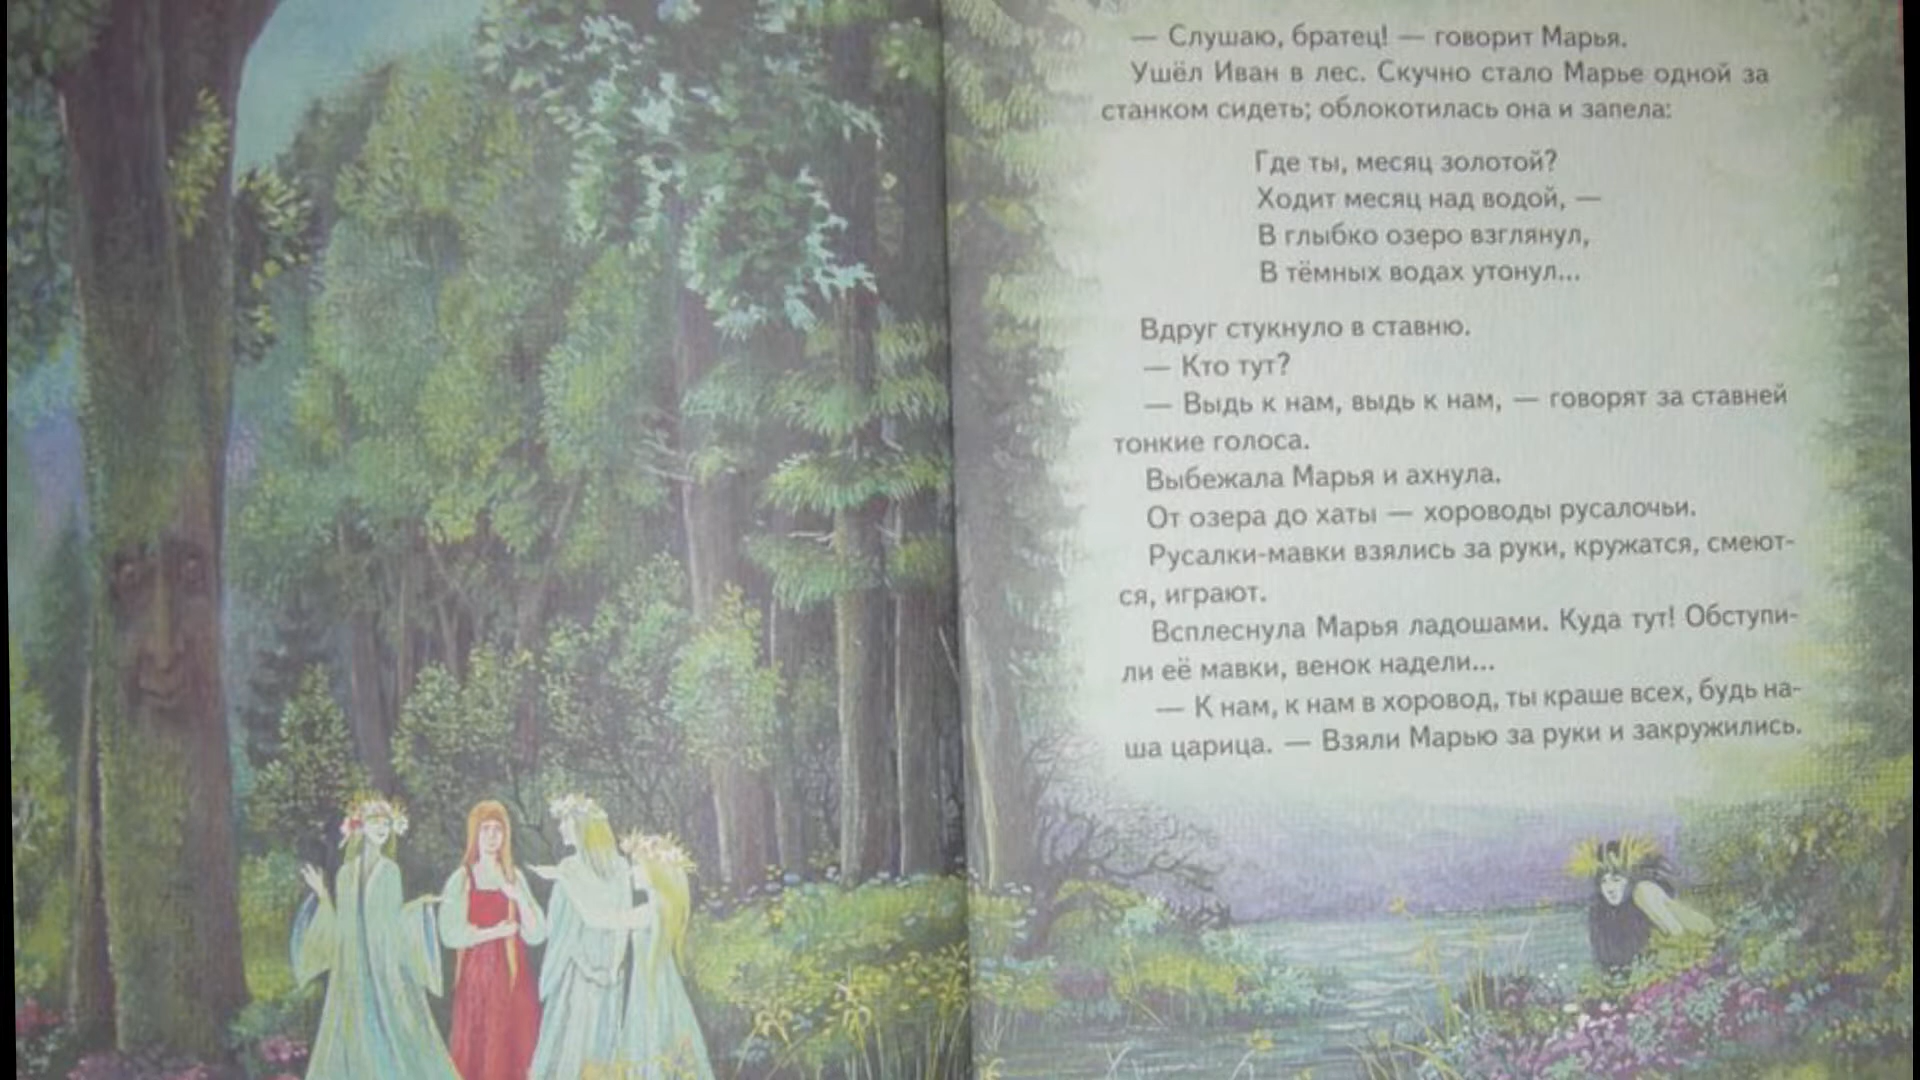 — Слушаю, братец! — говорит Марья.
Ушёл Иван в лес. Скучно стало Марье одной за
станком сидеть; облокотилась она и запела:
Где ты, месяц золотой?
Ходит месяц над водой, —
В глыбко озеро взглянул,
В тёмных водах утонул...
Вдруг стукнуло в ставню.
— Кто тут?
— Выдь к нам, выдь к нам, — говорят за ставней
тонкие голоса.
Выбежала Марья и ахнула.
От озера до хаты — хороводы русалочьи.
Русалки-мавки взялись за руки, кружатся, смеют-
ся, играют.
Всплеснула Марья ладошами. Куда тут! Обступи-
ли её мавки, венок надели...
— К нам, к нам в хоровод, ты краше всех, будь на-
ша царица. — Взяли Марью за руки и закружились.